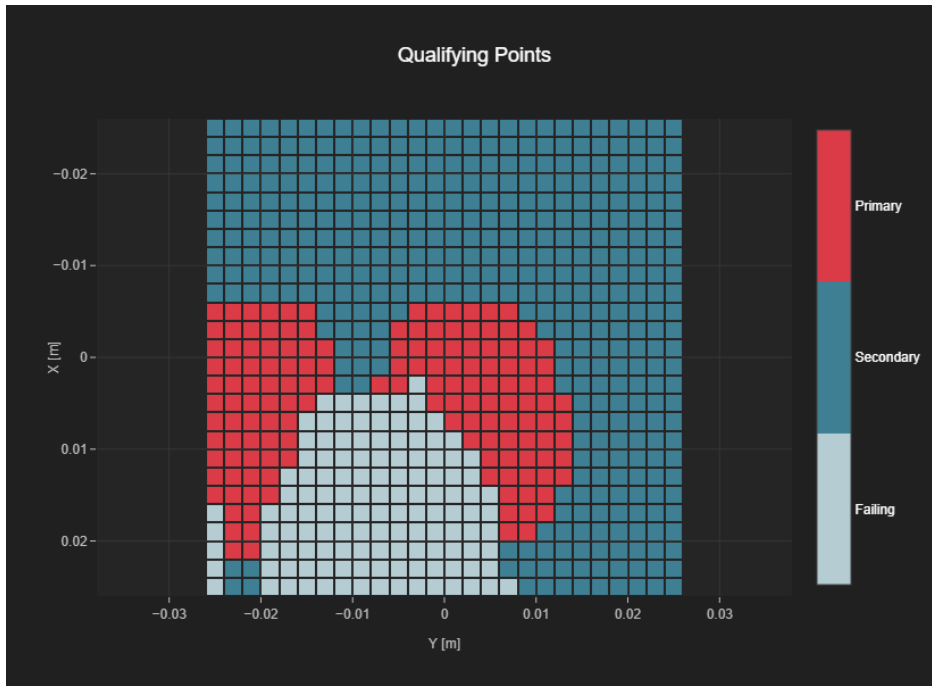 Qualifying Points
−0.02
−0.01
0
0.01
0.02
X [m]
−0.03
−0.02
−0.01
0
0.01
0.02
0.03
Y [m]
Primary
Secondary
Failing